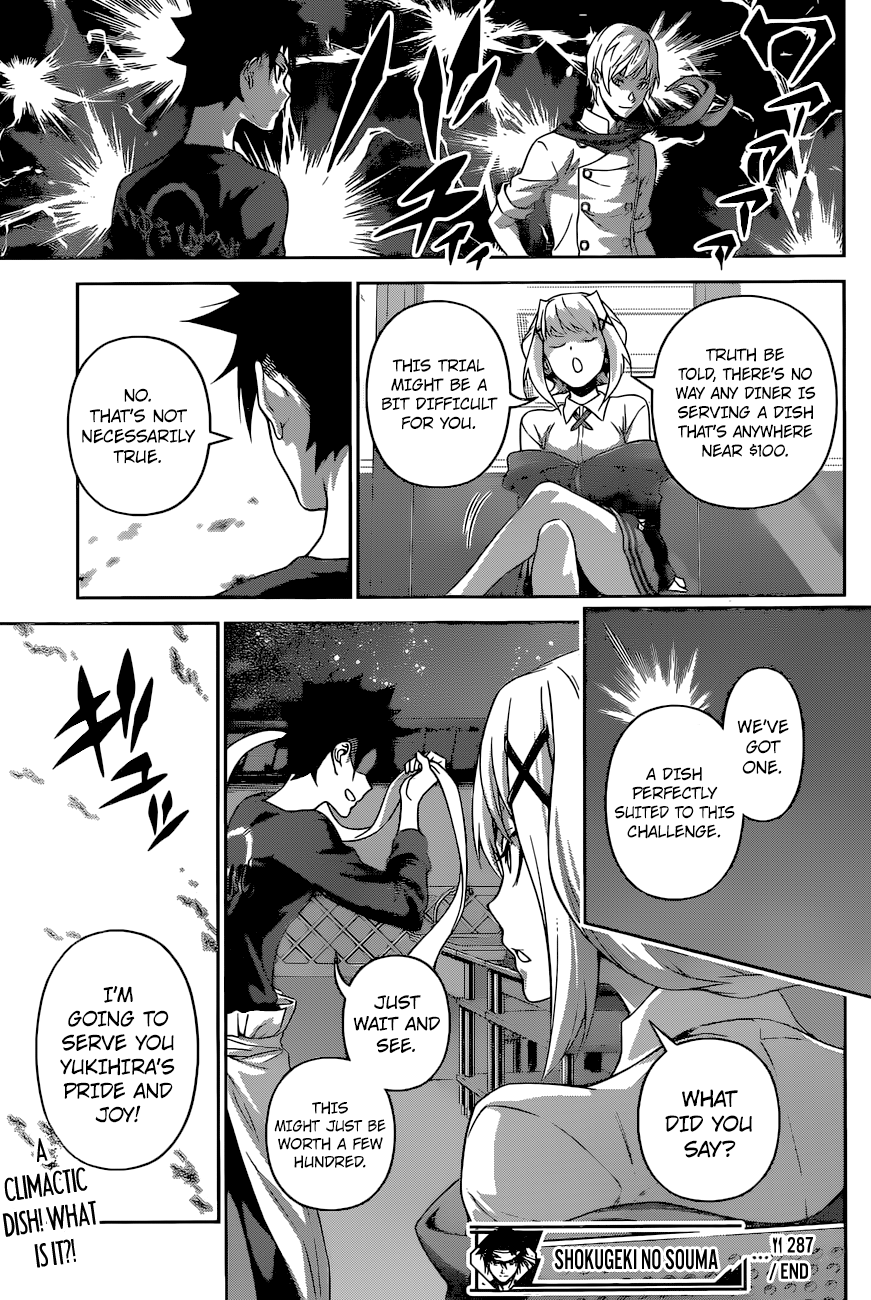 TRUTH BE
TOLD, THERE'S NO
WAY ANY DINER IS
SERVING A DISH
THAT'S ANYWHERE
NEAR $100.
THIS TRIAL
MIGHT BE A
BIT DIFFICULT
FOR YOU.
NO.
THAT'S NOT
NECESSARILY
TRUE.
WE'VE
GOT
ONE.
A DISH
PERFECTLY
SUITED TO THIS
CHALLENGE.
WHAT
DID YOU
SAY?
JUST
WAIT AND
SEE.
THIS
MIGHT JUST BE
WORTH A FEW
HUNDRED.
ギュッ
I'M
GOING TO
SERVE YOU
YUKIHIRA'S
PRIDE AND
JOY!
A
CLIMACTIC
DISH! WHAT
IS IT?!
SHOKUGEKI NO SOUMA
287
/ END